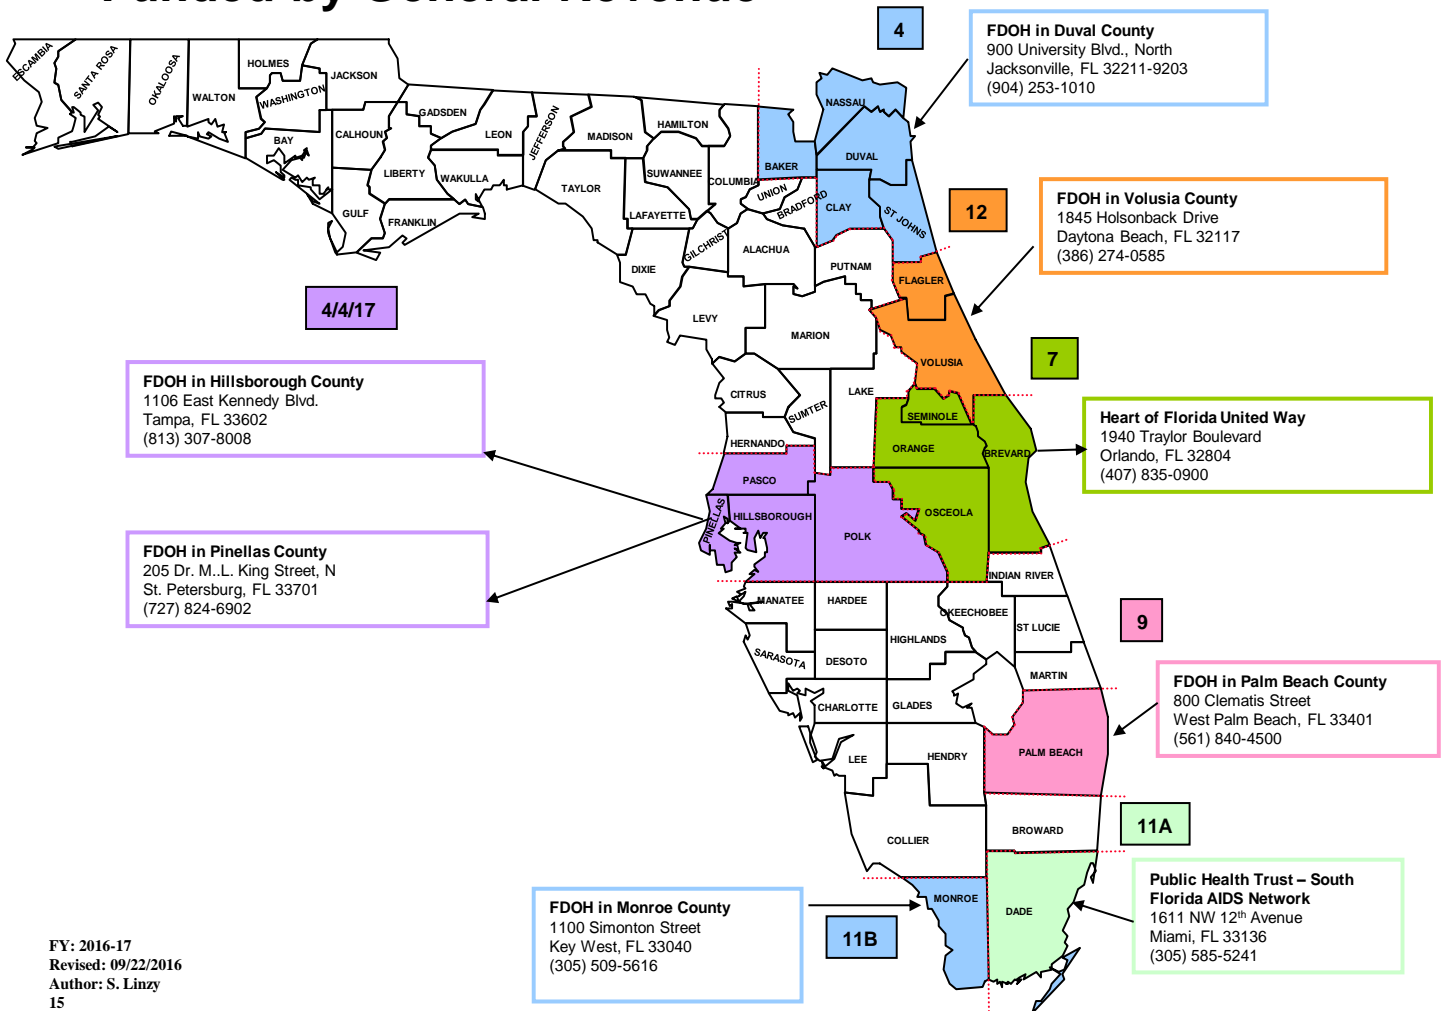 Funded by General Revenue
4
FDOH in Duval County
900 University Blvd., North
Jacksonville, FL 32211-9203
(904) 253-1010
ESCAMBIA
SANTA ROSA
OKALOOSA
WALTON
HOLMES
WASHINGTON
JACKSON
BAY
CALHOUN
GULF
LIBERTY
GADSDEN
FRANKLIN
WAKULLA
LEON
JEFFERSON
MADISON
TAYLOR
HAMILTON
SUWANNEE
LAFAYETTE
DIXIE
COLUMBIA
GILCHRIST
BAKER
UNION
BRADFORD
ALACHUA
LEVY
NASSAU
DUVAL
CLAY
ST JOHNS
PUTNAM
12
FDOH in Volusia County
1845 Holsonback Drive
Daytona Beach, FL 32117
(386) 274-0585
FLAGLER
MARION
VOLUSIA
4/4/17
7
FDOH in Hillsborough County
1106 East Kennedy Blvd.
Tampa, FL 33602
(813) 307-8008
CITRUS
SUMTER
LAKE
HERNANDO
SEMINOLE
ORANGE
BREVARD
Heart of Florida United Way
1940 Traylor Boulevard
Orlando, FL 32804
(407) 835-0900
PASCO
PINELLAS
HILLSBOROUGH
POLK
OSCEOLA
FDOH in Pinellas County
205 Dr. M..L. King Street, N
St. Petersburg, FL 33701
(727) 824-6902
INDIAN RIVER
MANATEE
HARDEE
OKEECHOBEE
ST LUCIE
HIGHLANDS
SARASOTA
DESOTO
MARTIN
9
FDOH in Palm Beach County
800 Clematis Street
West Palm Beach, FL 33401
(561) 840-4500
CHARLOTTE
GLADES
LEE
HENDRY
PALM BEACH
11A
COLLIER
BROWARD
Public Health Trust – South
Florida AIDS Network
1611 NW 12th Avenue
Miami, FL 33136
(305) 585-5241
MONROE
DADE
FDOH in Monroe County
1100 Simonton Street
Key West, FL 33040
(305) 509-5616
11B
FY: 2016-17
Revised: 09/22/2016
Author: S. Linzy
15